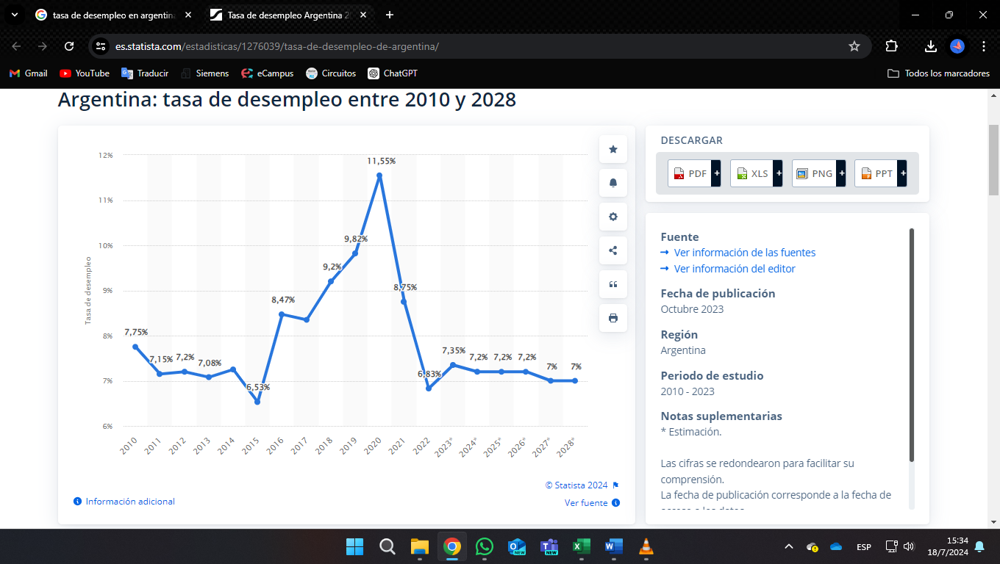 tasa de desempleo en argentina
Tasa de desempleo Argentina 2
es.statista.com/estadisticas/1276039/tasa-de-desempleo-de-argentina/
Gmail
YouTube
Traducir
Siemens
eCampus
Circuitos
ChatGPT
Todos los marcadores
Argentina: tasa de desempleo entre 2010 y 2028
12%
11%
10%
9%
8%
7%
6%
Tasa de desempleo
7,75%
7,15%
7,2%
7,08%
6,53%
8,47%
9,2%
9,82%
11,55%
8,75%
6,83%
7,35%
7,2%
7,2%
7,2%
7%
7%
2010
2011
2012
2013
2014
2015
2016
2017
2018
2019
2020
2021
2022
2023*
2024*
2025*
2026*
2027*
2028*
© Statista 2024
Información adicional
Ver fuente
DESCARGAR
PDF +
XLS +
PNG +
PPT +
Fuente
Ver información de las fuentes
Ver información del editor
Fecha de publicación
Octubre 2023
Región
Argentina
Periodo de estudio
2010 - 2023
Notas suplementarias
* Estimación.
Las cifras se redondearon para facilitar su
comprensión.
La fecha de publicación corresponde a la fecha de
NEW
NEW
ESP
15:34
18/7/2024